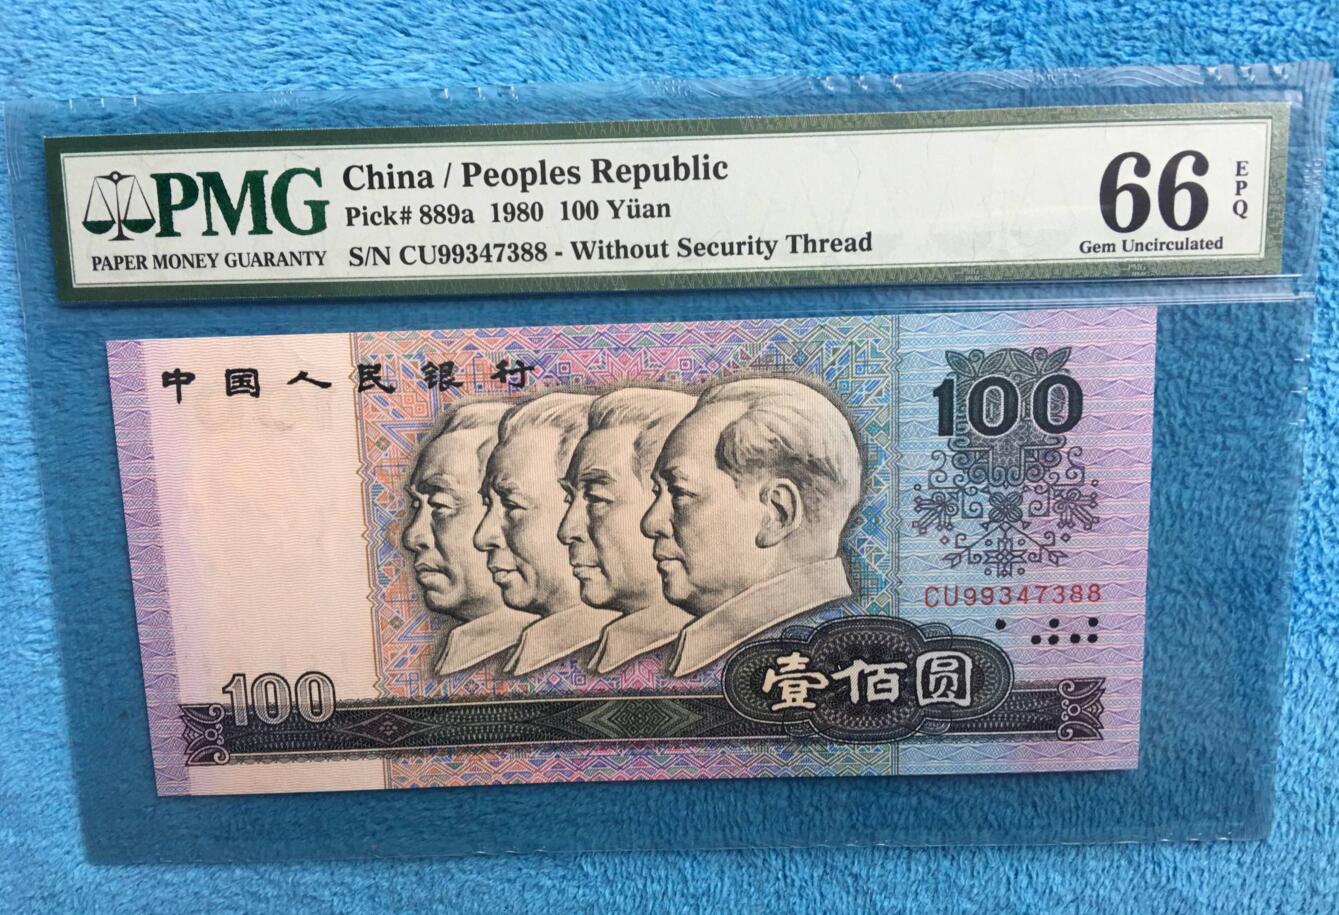 PMG
PAPER MONEY GUARANTY
China / Peoples Republic
Pick# 889a 1980 100 Yüan
S/N CU99347388 - Without Security Thread
66
EPQ
Gem Uncirculated
中国人民银行
100
CU99347388
100
壹佰圆